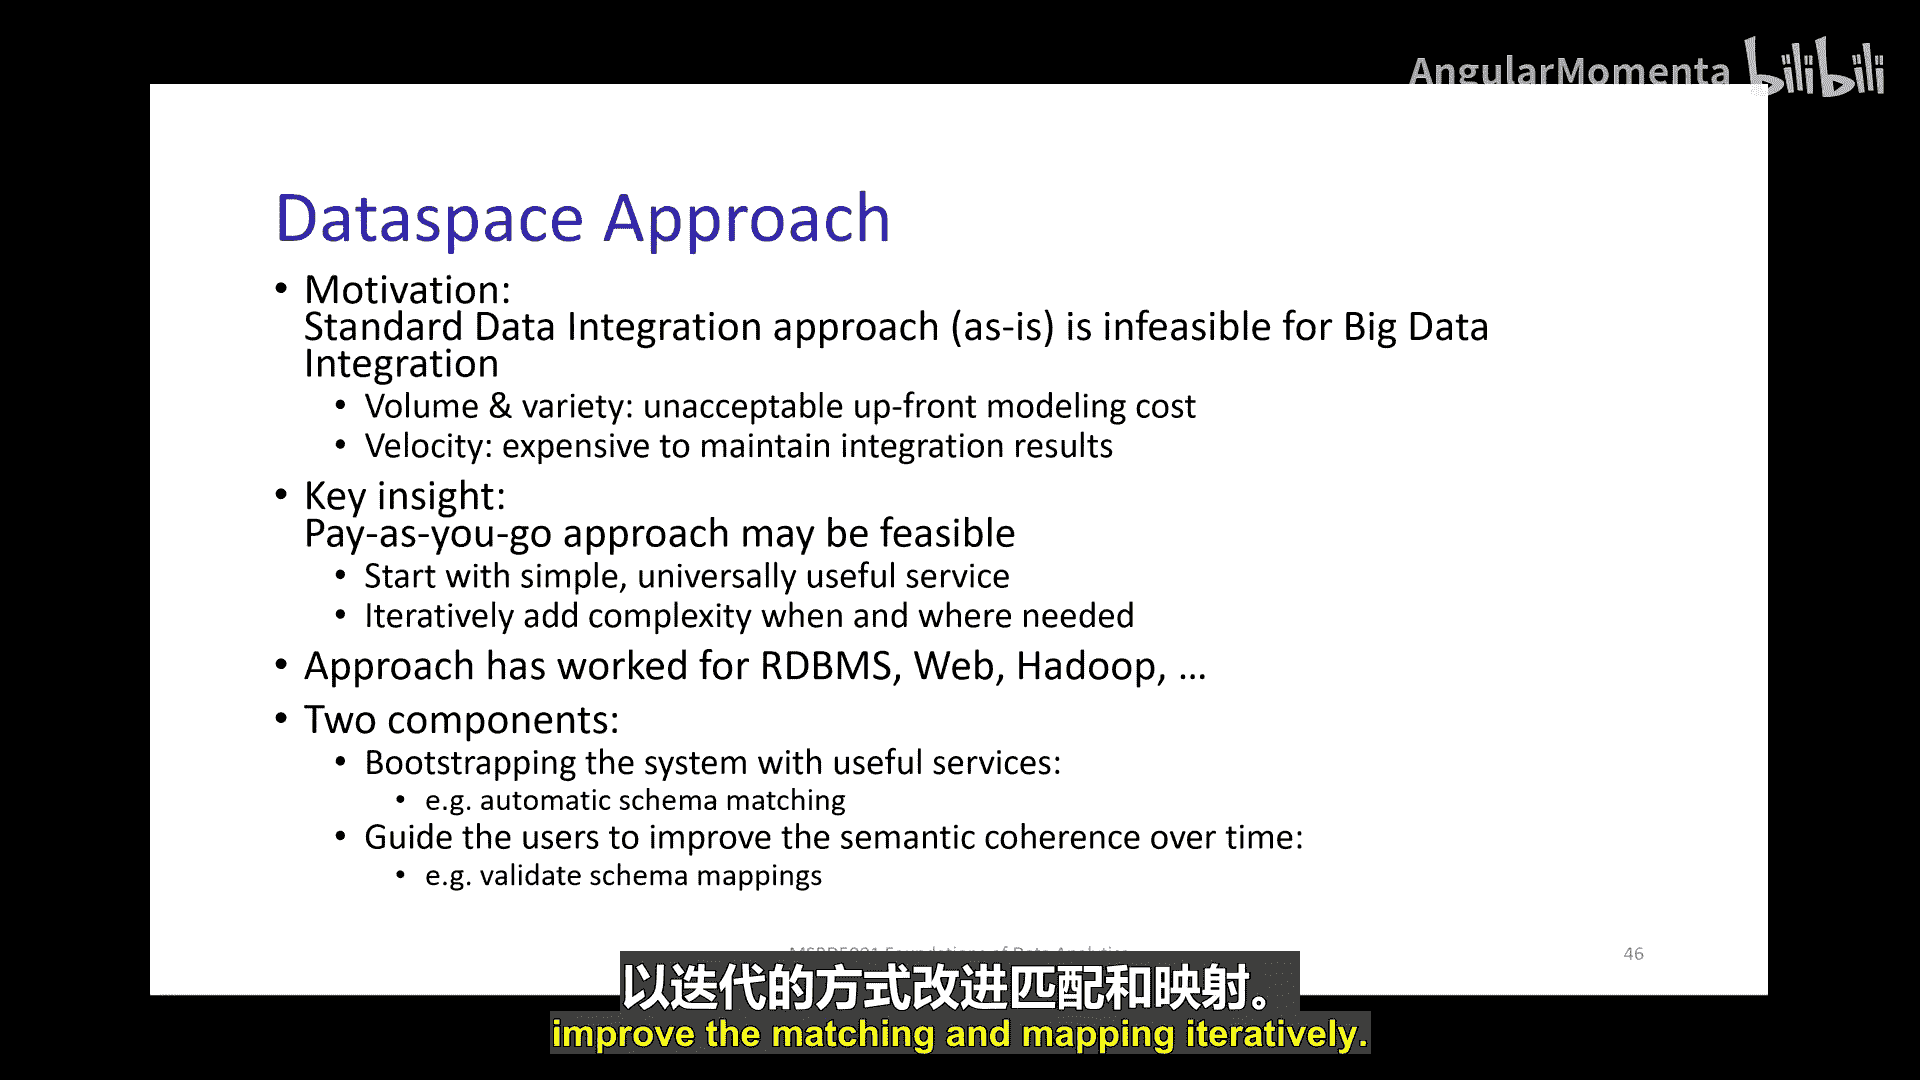 AngularMomenta bilibili
Dataspace Approach
• Motivation:
Standard Data Integration approach (as-is) is infeasible for Big Data
Integration
• Volume & variety: unacceptable up-front modeling cost
• Velocity: expensive to maintain integration results
• Key insight:
Pay-as-you-go approach may be feasible
• Start with simple, universally useful service
• Iteratively add complexity when and where needed
• Approach has worked for RDBMS, Web, Hadoop, …
• Two components:
• Bootstrapping the system with useful services:
• e.g. automatic schema matching
• Guide the users to improve the semantic coherence over time:
• e.g. validate schema mappings
46
以迭代的方式改进匹配和映射。
improve the matching and mapping iteratively.